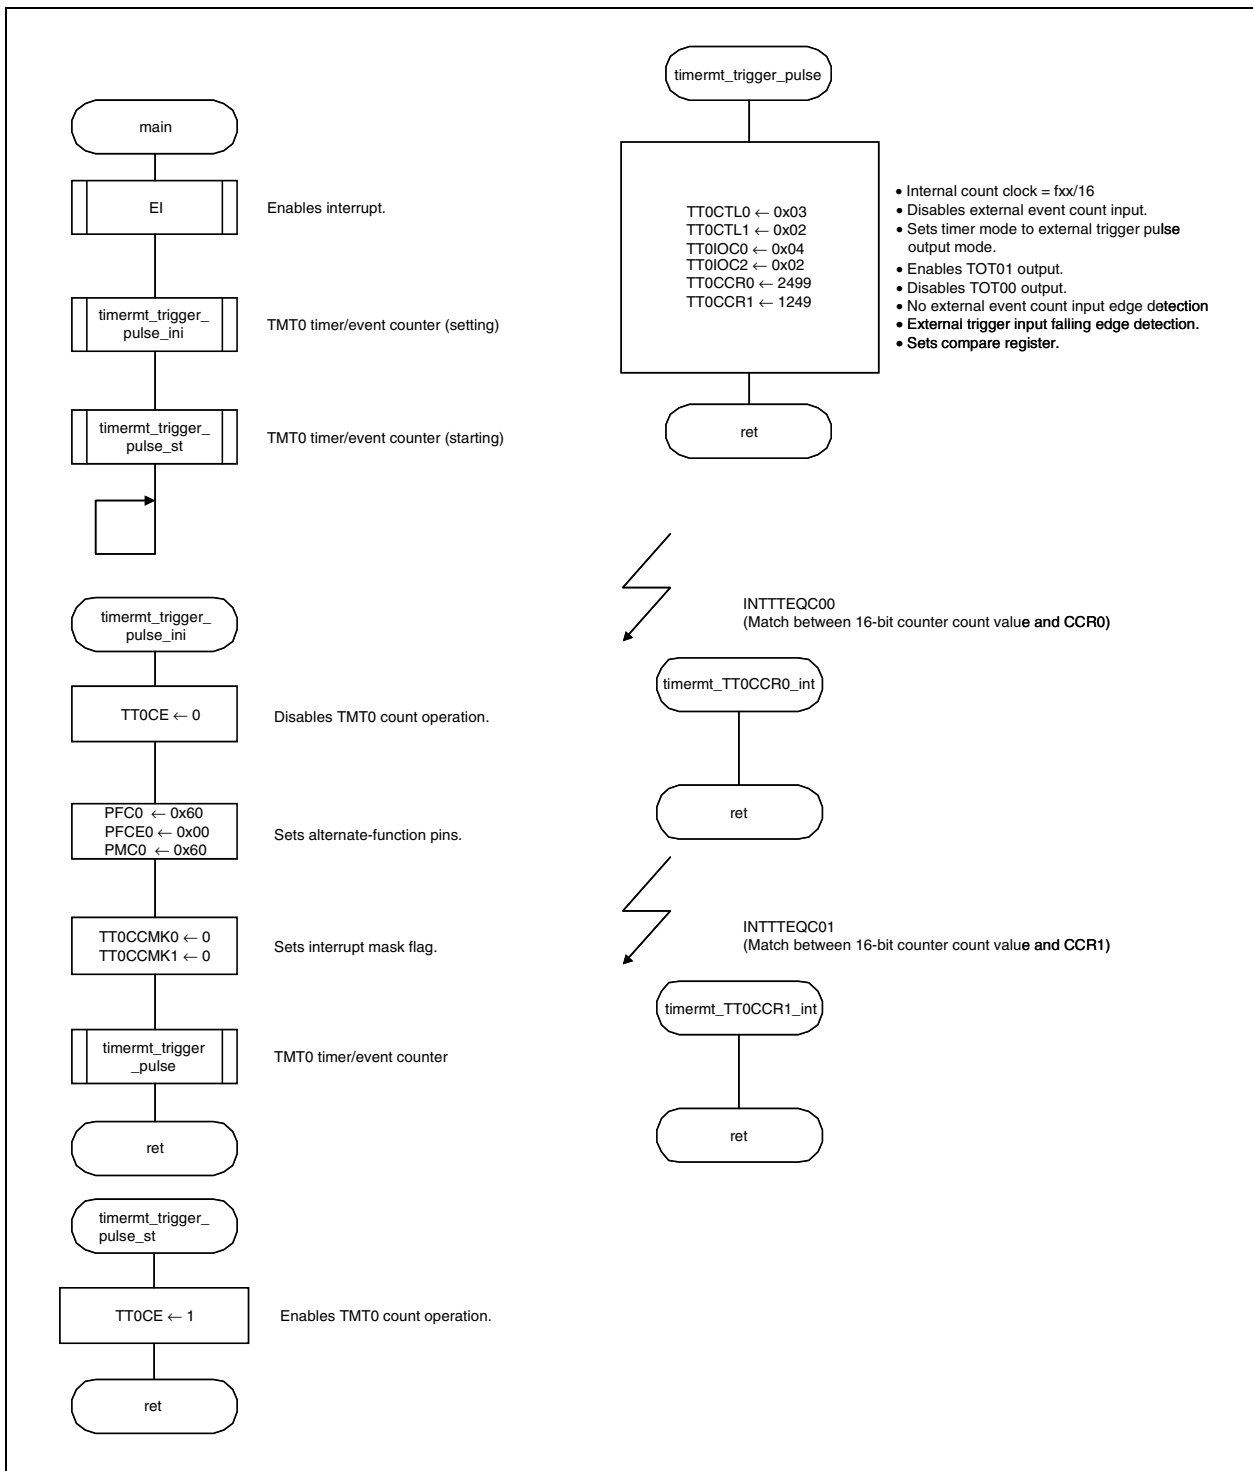 main
EI
Enables interrupt.
timermt_trigger_
pulse_ini
TMT0 timer/event counter (setting)
timermt_trigger_
pulse_st
TMT0 timer/event counter (starting)
timermt_trigger_
pulse_ini
TT0CE ← 0
Disables TMT0 count operation.
PFC0 ← 0x60
PFCE0 ← 0x00
PMC0 ← 0x60
Sets alternate-function pins.
TT0CCMK0 ← 0
TT0CCMK1 ← 0
Sets interrupt mask flag.
timermt_trigger
_pulse
TMT0 timer/event counter
ret
timermt_trigger_
pulse_st
TT0CE ← 1
Enables TMT0 count operation.
ret
timermt_trigger_pulse
TT0CTL0 ← 0x03
TT0CTL1 ← 0x02
TT0IOC0 ← 0x04
TT0IOC2 ← 0x02
TT0CCR0 ← 2499
TT0CCR1 ← 1249
• Internal count clock = fxx/16
• Disables external event count input.
• Sets timer mode to external trigger pulse
output mode.
• Enables TOT01 output.
• Disables TOT00 output.
• No external event count input edge detection
• External trigger input falling edge detection.
• Sets compare register.
ret
INTTTEQC00
(Match between 16-bit counter count value and CCR0)
timermt_TT0CCR0_int
ret
INTTTEQC01
(Match between 16-bit counter count value and CCR1)
timermt_TT0CCR1_int
ret